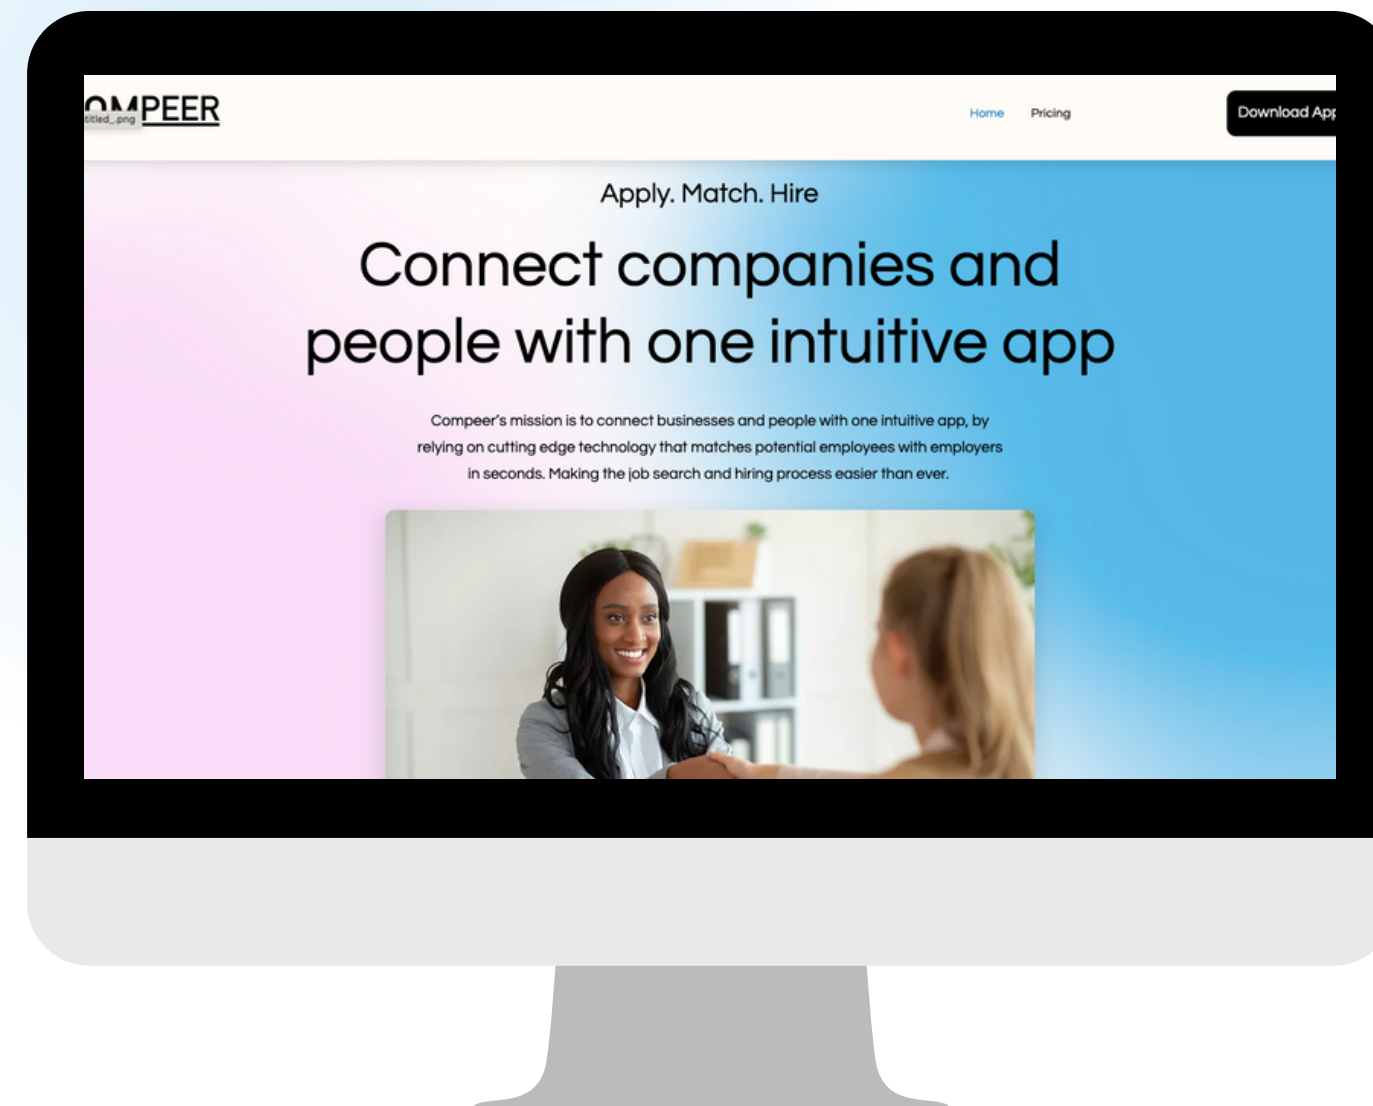 OMPEER
titled_.png
Home Pricing
Download App
Apply. Match. Hire
Connect companies and
people with one intuitive app
Compeer's mission is to connect businesses and people with one intuitive app, by
relying on cutting edge technology that matches potential employees with employers
in seconds. Making the job search and hiring process easier than ever.